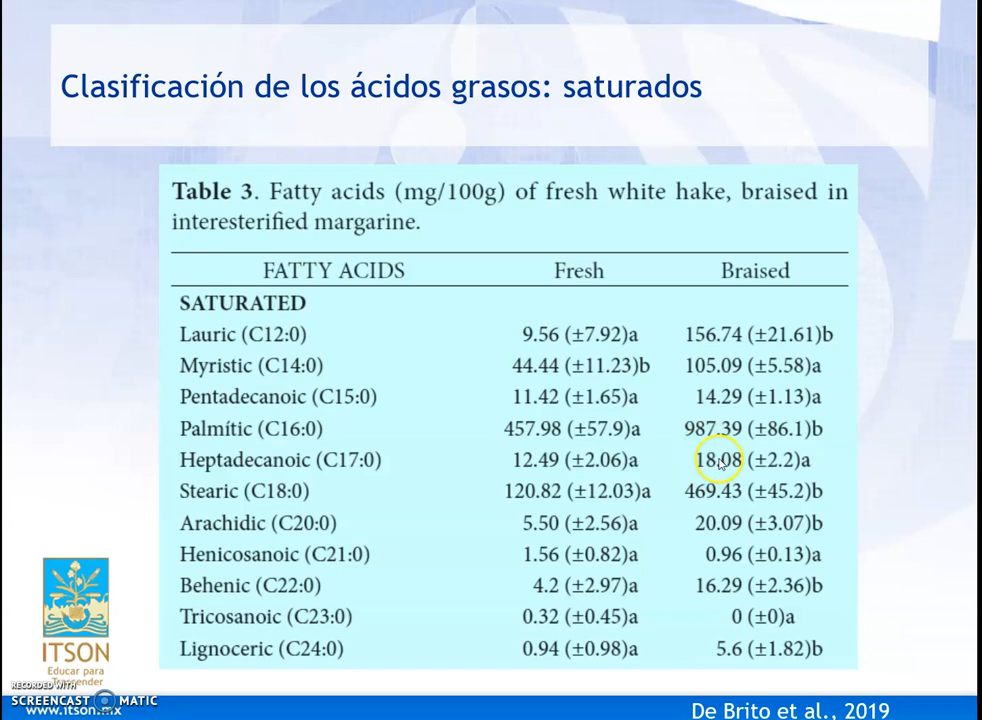 Clasificación de los ácidos grasos: saturados
Table 3. Fatty acids (mg/100g) of fresh white hake, braised in
interesterified margarine.
FATTY ACIDS Fresh Braised
SATURATED
Lauric (C12:0) 9.56 (±7.92)a 156.74 (±21.61)b
Myristic (C14:0) 44.44 (±11.23)b 105.09 (±5.58)a
Pentadecanoic (C15:0) 11.42 (±1.65)a 14.29 (±1.13)a
Palmític (C16:0) 457.98 (±57.9)a 987.39 (±86.1)b
Heptadecanoic (C17:0) 12.49 (±2.06)a 18.08 (±2.2)a
Stearic (C18:0) 120.82 (±12.03)a 469.43 (±45.2)b
Arachidic (C20:0) 5.50 (±2.56)a 20.09 (±3.07)b
Henicosanoic (C21:0) 1.56 (±0.82)a 0.96 (±0.13)a
Behenic (C22:0) 4.2 (±2.97)a 16.29 (±2.36)b
Tricosanoic (C23:0) 0.32 (±0.45)a 0 (±0)a
Lignoceric (C24:0) 0.94 (±0.98)a 5.6 (±1.82)b
ITSON
Educar para
Trascender
RECORDED WITH
SCREENCAST MATIC
www.itson.mx
De Brito et al., 2019